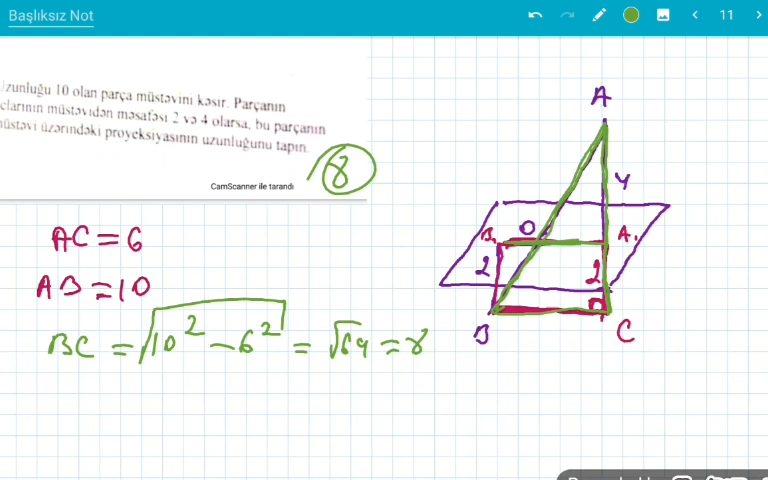 Başlıksız Not
11
Uzunluğu 10 olan parça müstəvini kəsir. Parçanın
clarının müstəvidən məsafəsi 2 və 4 olarsa, bu parçanın
müstəvi üzərindəki proyeksiyasının uzunluğunu tapın.
8
CamScanner ile tarandı
A
4
O
B₁
A₁
2
2
B
C
AC = 6
AB = 10
BC = √10² - 6² = √64 = 8